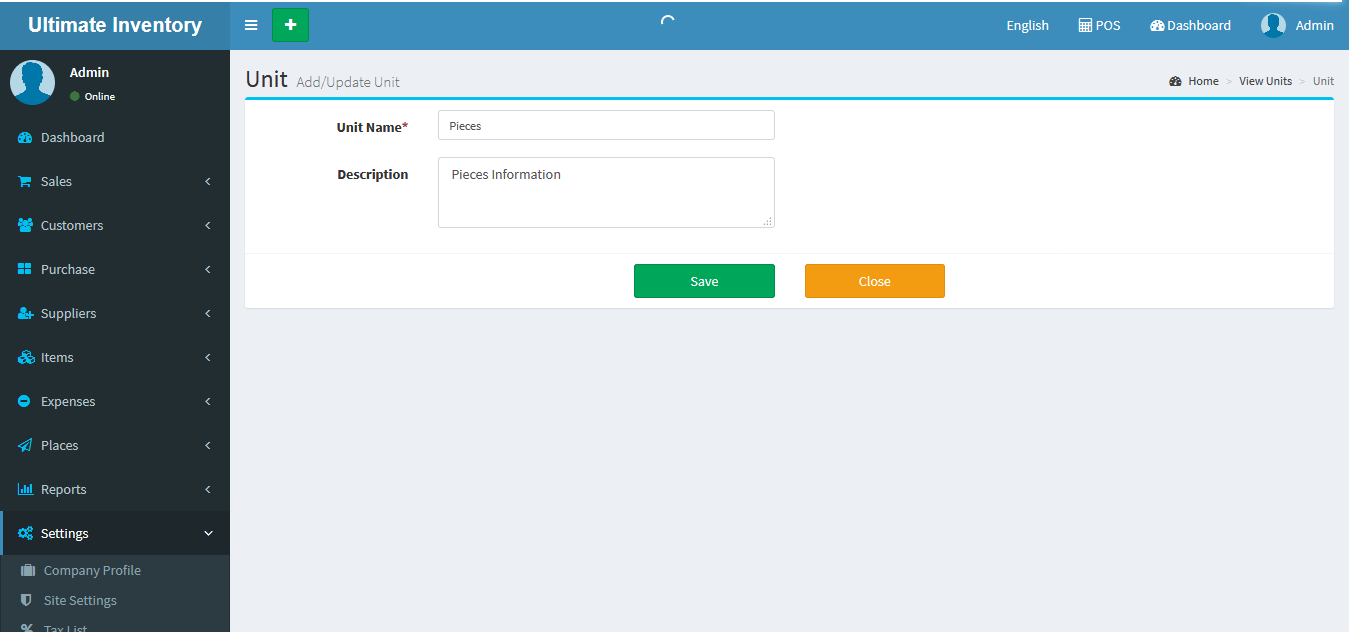 Ultimate Inventory
+
English
POS
Dashboard
Admin
Admin
Online
Dashboard
Sales
Customers
Purchase
Suppliers
Items
Expenses
Places
Reports
Settings
Company Profile
Site Settings
Tax List
Unit Add/Update Unit
Home > View Units > Unit
Unit Name*
Pieces
Description
Pieces Information
Save
Close